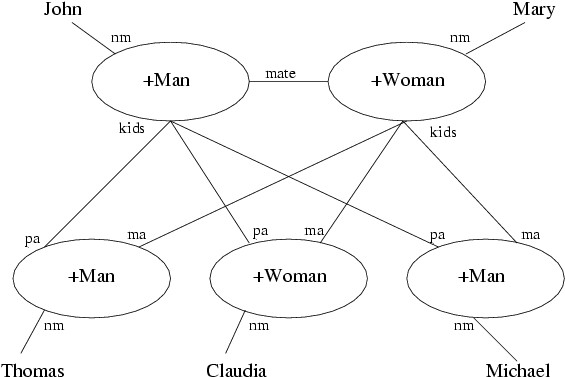 John
Mary
nm
nm
+Man
mate
+Woman
kids
kids
pa
ma
pa
ma
pa
ma
+Man
+Woman
+Man
nm
nm
nm
Thomas
Claudia
Michael